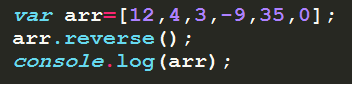 var arr=[12,4,3,-9,35,0];
arr.reverse();
console.log(arr);